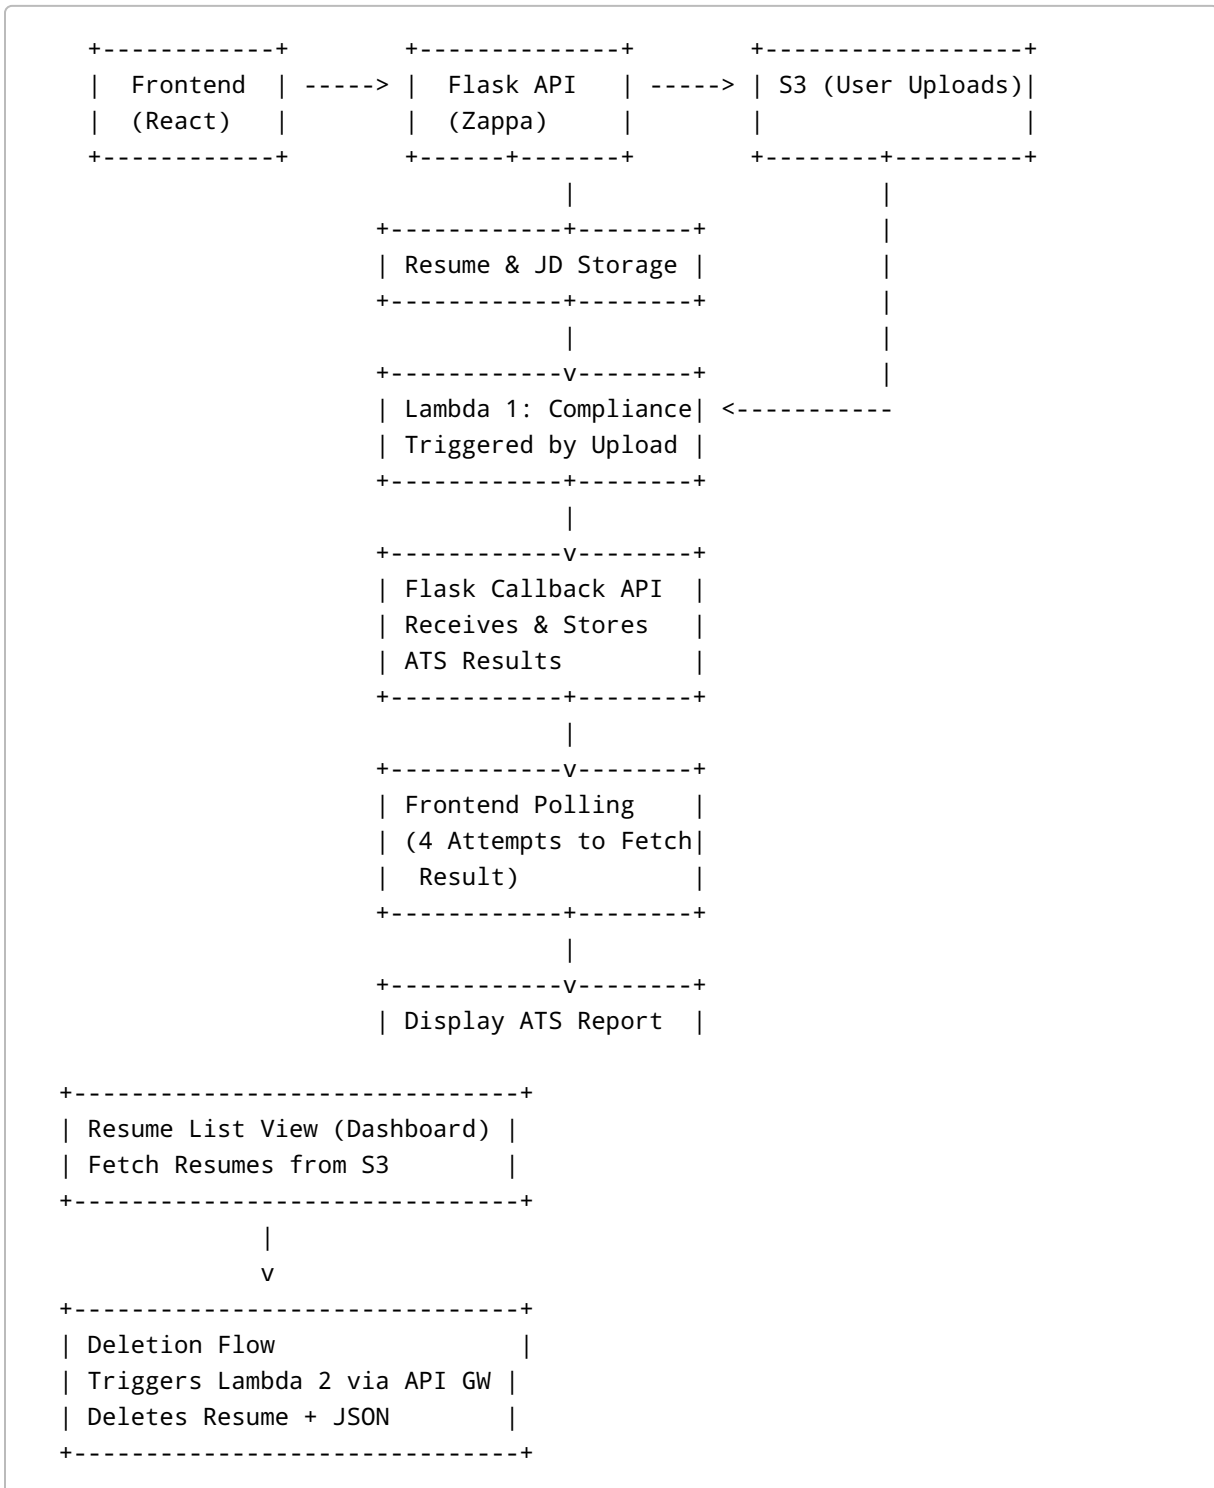 +------------+        +--------------+        +------------------+
|  Frontend  | -----> |  Flask API   | -----> | S3 (User Uploads)|
|  (React)   |        |  (Zappa)     |        |                  |
+------------+        +------+-------+        +--------+---------+
                                 |                     |
                    +------------+--------+            |
                    | Resume & JD Storage |            |
                    +------------+--------+            |
                                 |                     |
                    +------------v--------+            |
                    | Lambda 1: Compliance| <-----------
                    | Triggered by Upload |
                    +------------+--------+
                                 |
                    +------------v--------+
                    | Flask Callback API  |
                    | Receives & Stores   |
                    | ATS Results         |
                    +------------+--------+
                                 |
                    +------------v--------+
                    | Frontend Polling    |
                    | (4 Attempts to Fetch|
                    |  Result)            |
                    +------------+--------+
                                 |
                    +------------v--------+
                    | Display ATS Report  |

+-------------------------------+
| Resume List View (Dashboard) |
| Fetch Resumes from S3        |
+-------------------------------+
              |
              v
+-------------------------------+
| Deletion Flow                 |
| Triggers Lambda 2 via API GW |
| Deletes Resume + JSON        |
+-------------------------------+